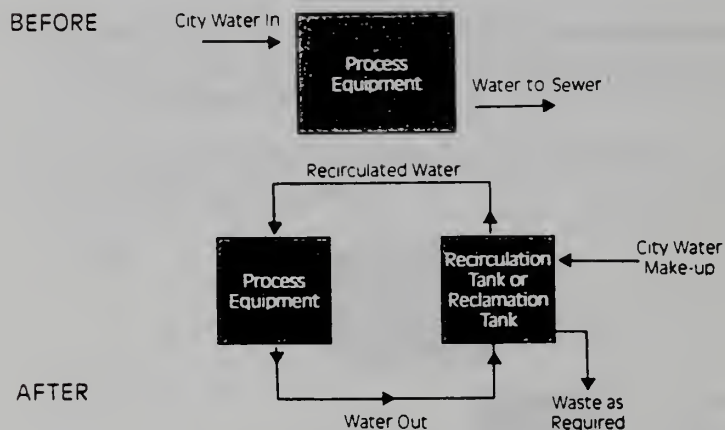 BEFORE
City Water In
Process
Equipment
Water to Sewer
Recirculated Water
Process
Equipment
Recirculation
Tank or
Reclamation
Tank
City Water
Make-up
AFTER
Water Out
Waste as
Required